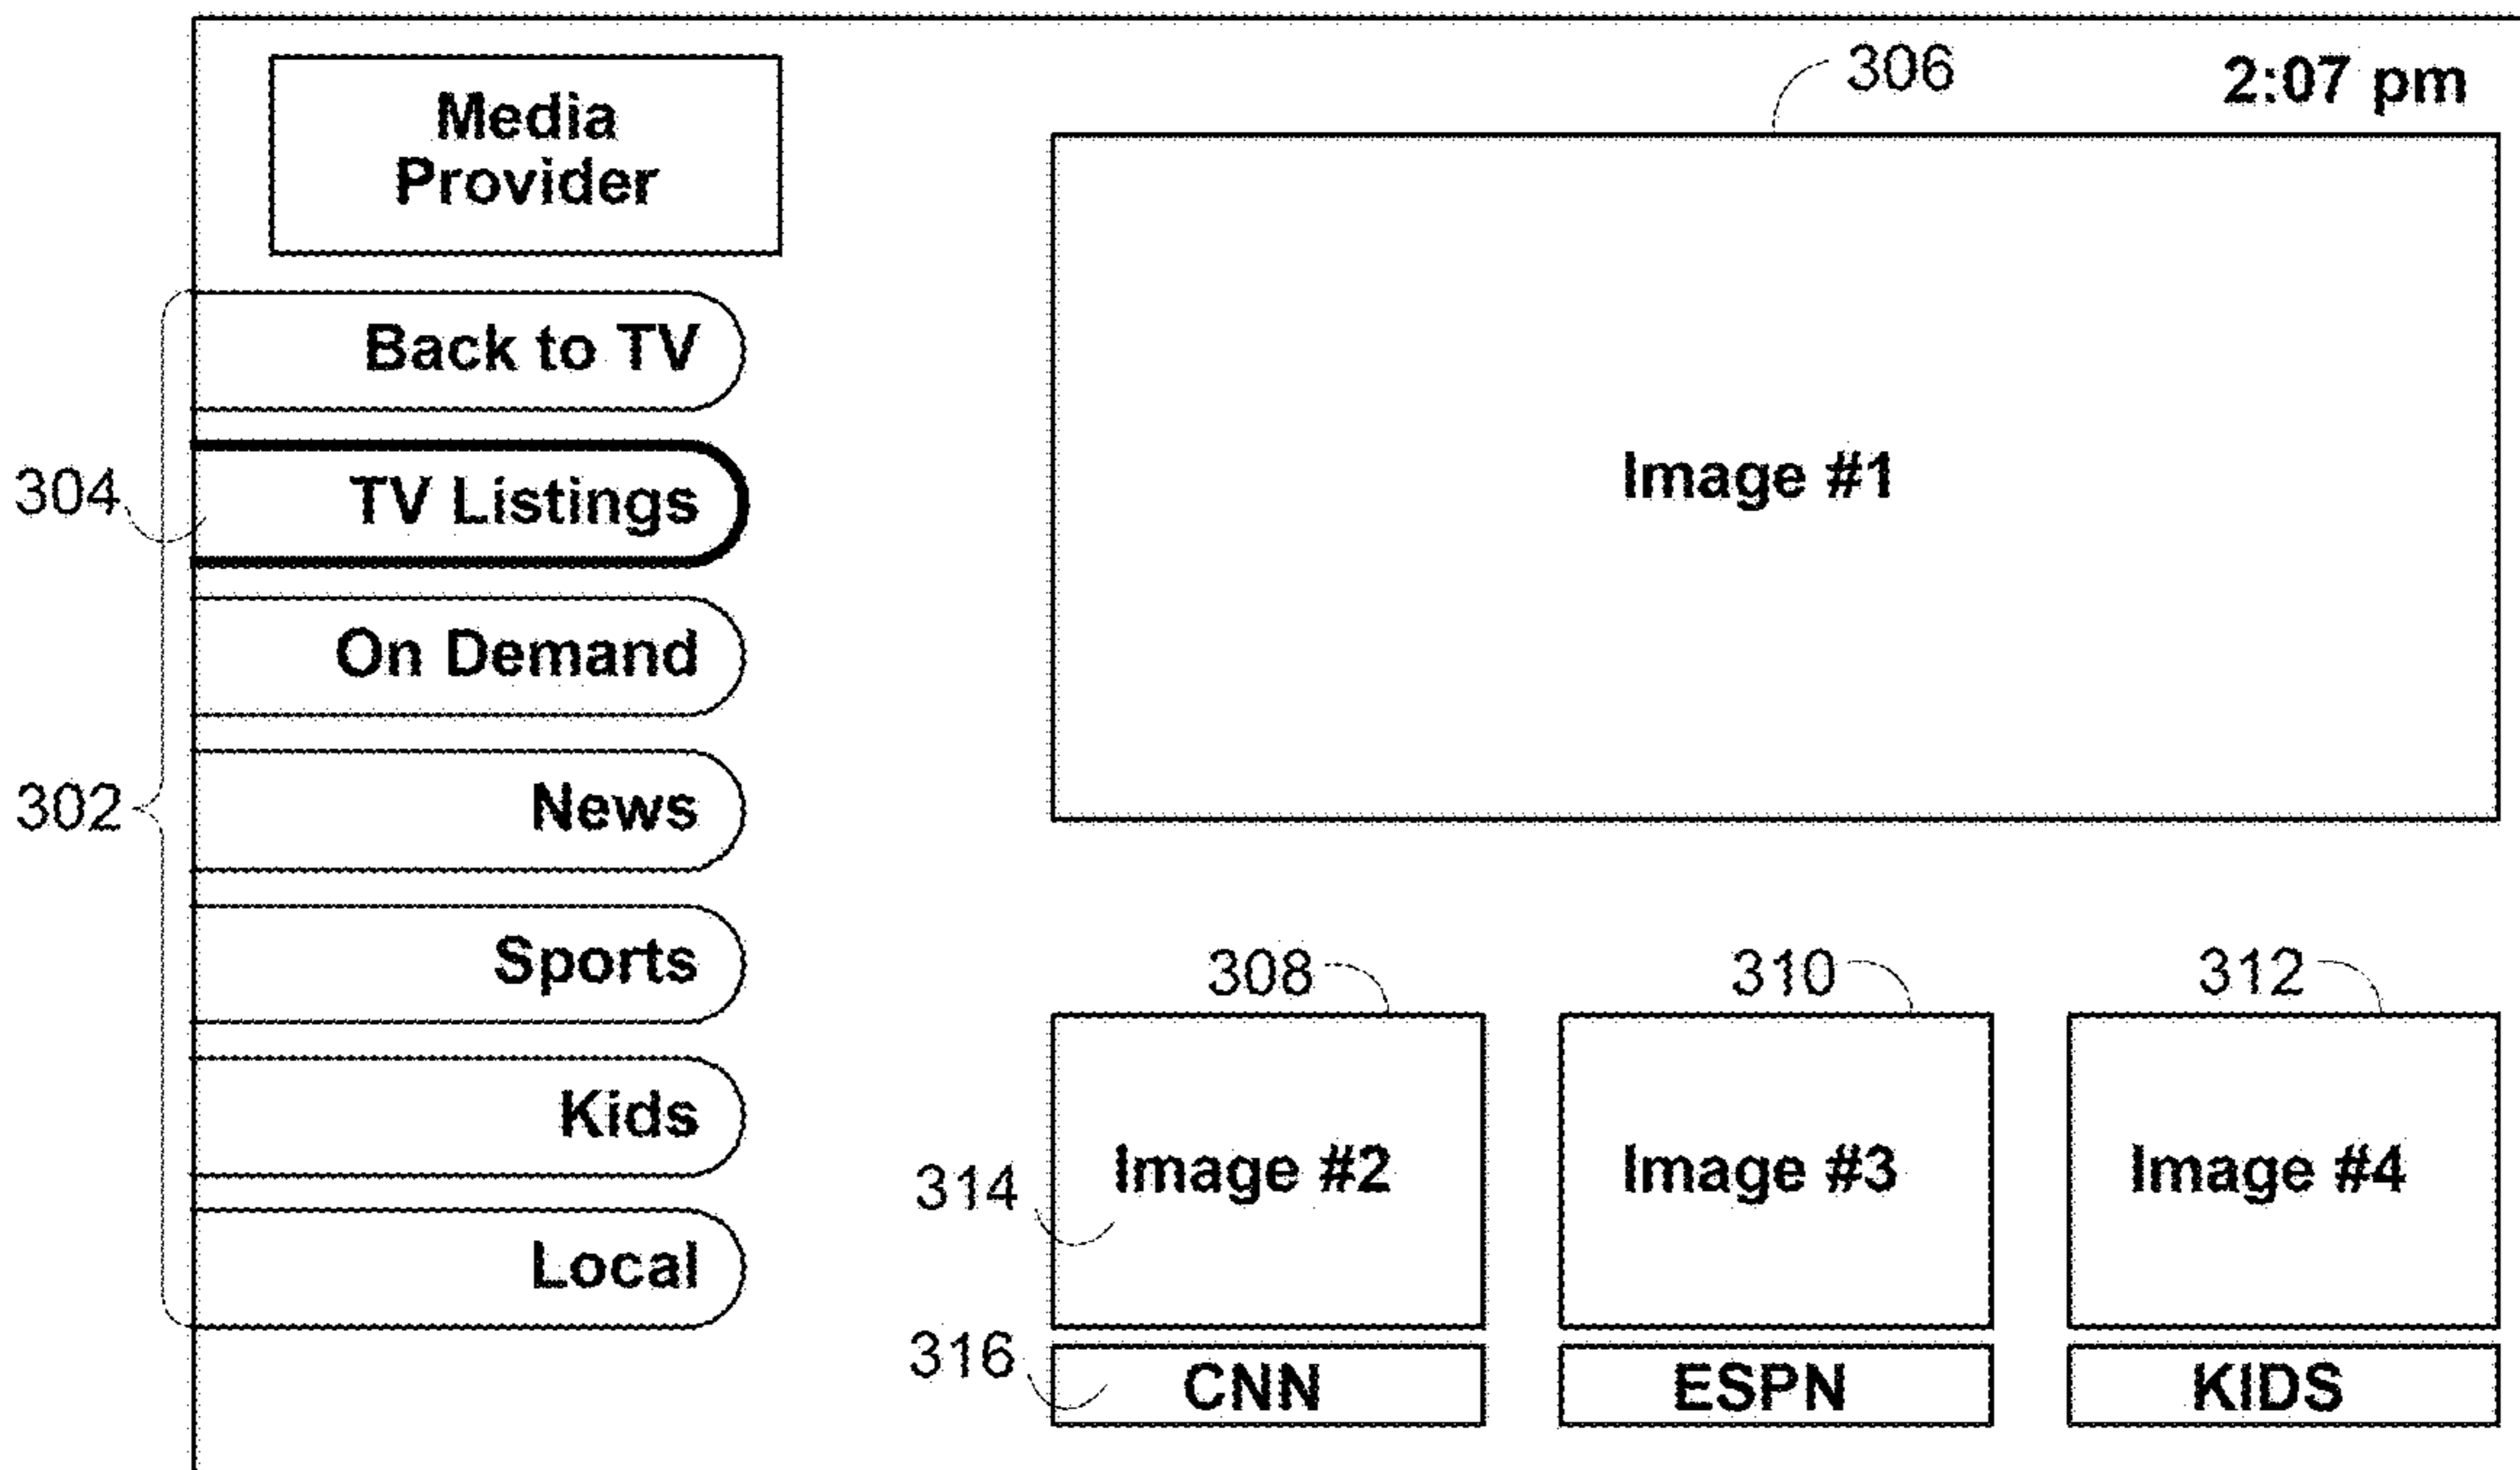 306
2:07 pm
Media
Provider
Back to TV
304
TV Listings
Image #1
On Demand
302
News
Sports
308
310
312
Kids
314
Image #2
Image #3
Image #4
Local
316
CNN
ESPN
KIDS